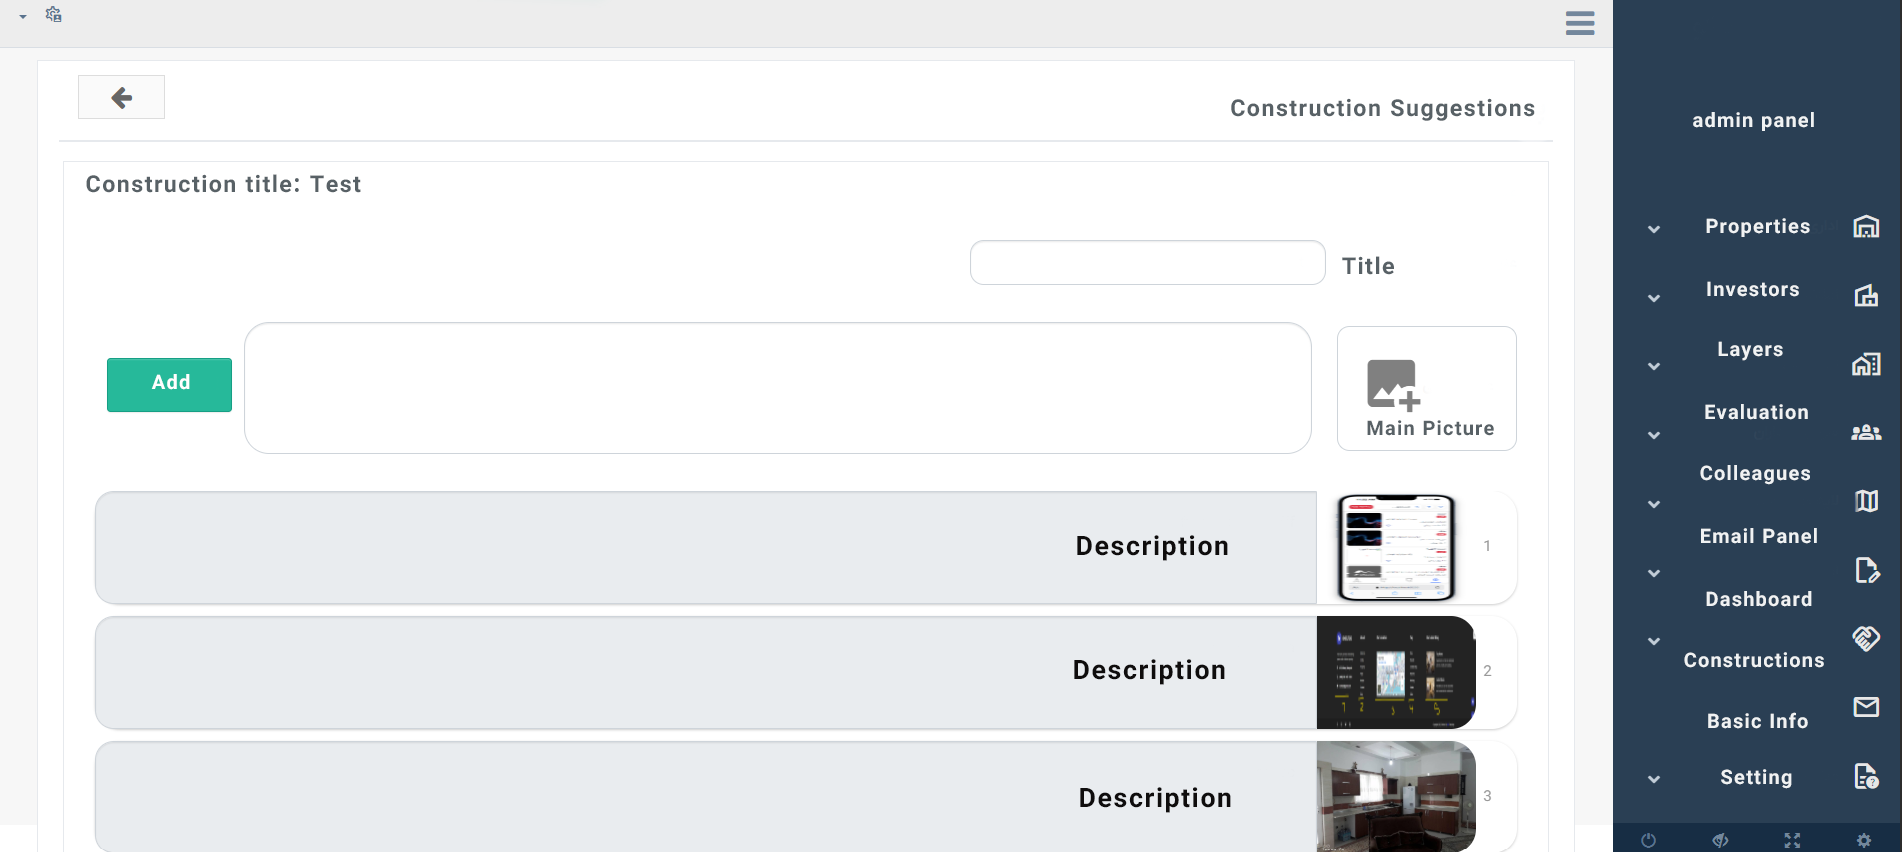 Construction Suggestions
Construction title: Test
Title
Add
Main Picture
Description
1
Description
2
Description
3
admin panel
Properties
Investors
Layers
Evaluation
Colleagues
Email Panel
Dashboard
Constructions
Basic Info
Setting